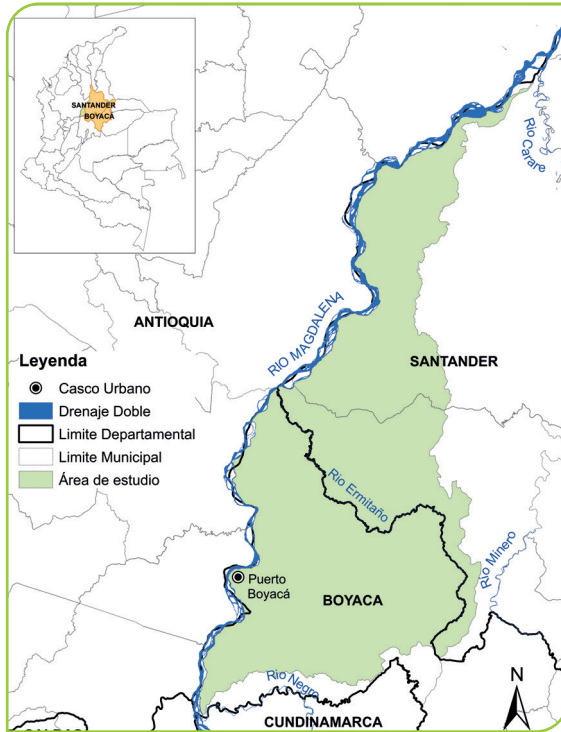 SANTANDER
BOYACÁ
Río Carare
RIO MAGDALENA
ANTIOQUIA
SANTANDER
Leyenda
Casco Urbano
Drenaje Doble
Limite Departamental
Limite Municipal
Área de estudio
Río Ermitaño
Río Minero
Puerto
Boyacá
BOYACA
Rio Negro
CUNDINAMARCA
N